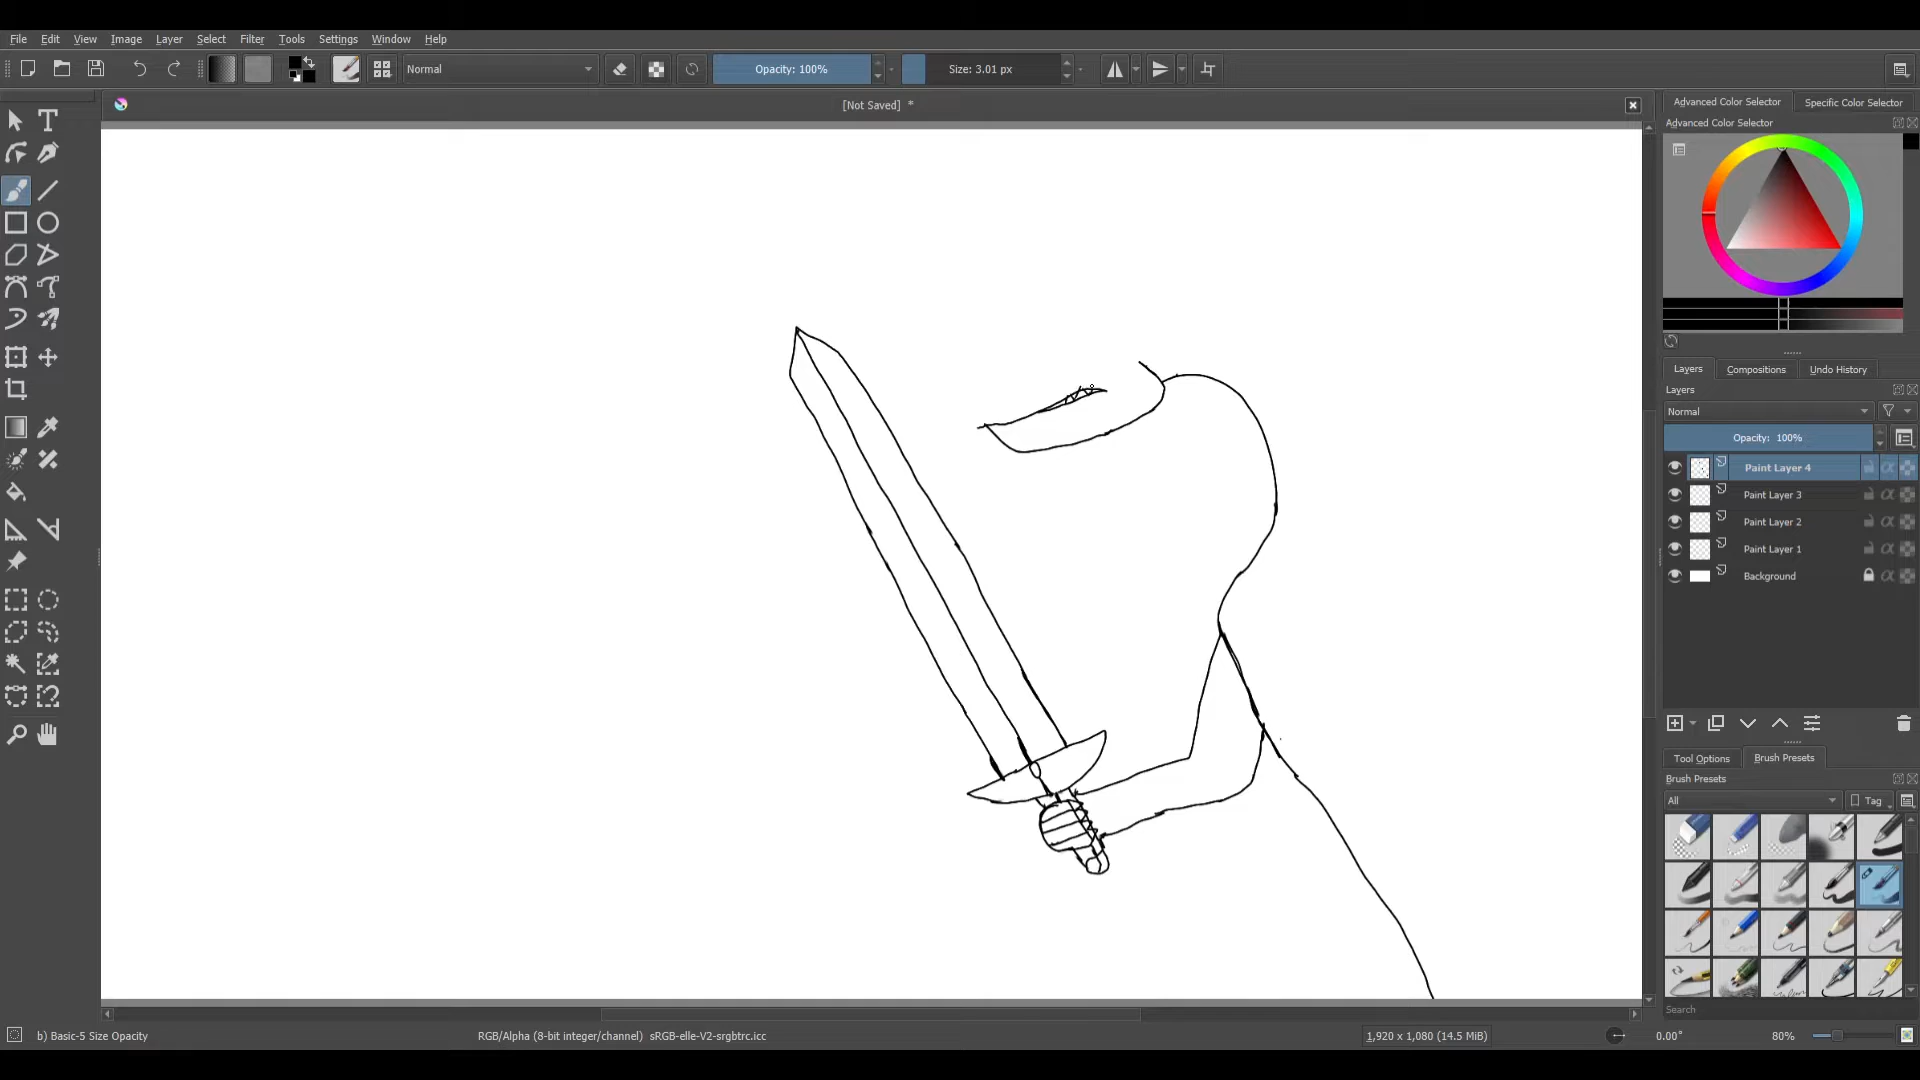 File Edit View Image Layer Select Filter Tools Settings Window Help
Normal Opacity: 100% Size: 3.01 px
[Not Saved] *
Advanced Color Selector Specific Color Selector
Advanced Color Selector
Layers Compositions Undo History
Layers
Normal
Opacity: 100%
Paint Layer 4
Paint Layer 3
Paint Layer 2
Paint Layer 1
Background
Tool Options Brush Presets
Brush Presets
All Tag
Search
b) Basic-5 Size Opacity RGB/Alpha (8-bit integer/channel) sRGB-elle-V2-srgbtrc.icc 1,920 x 1,080 (14.5 MiB) 0.00° 80%